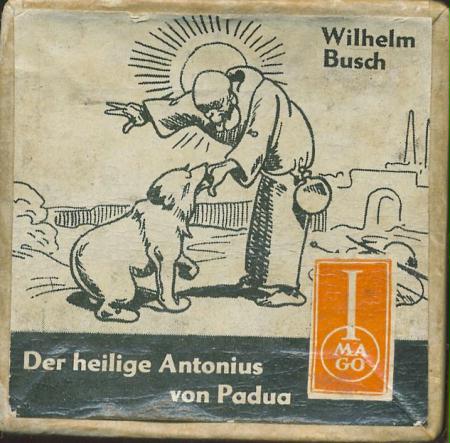 Wilhelm
Busch
Der heilige Antonius
von Padua
I
MA
GO